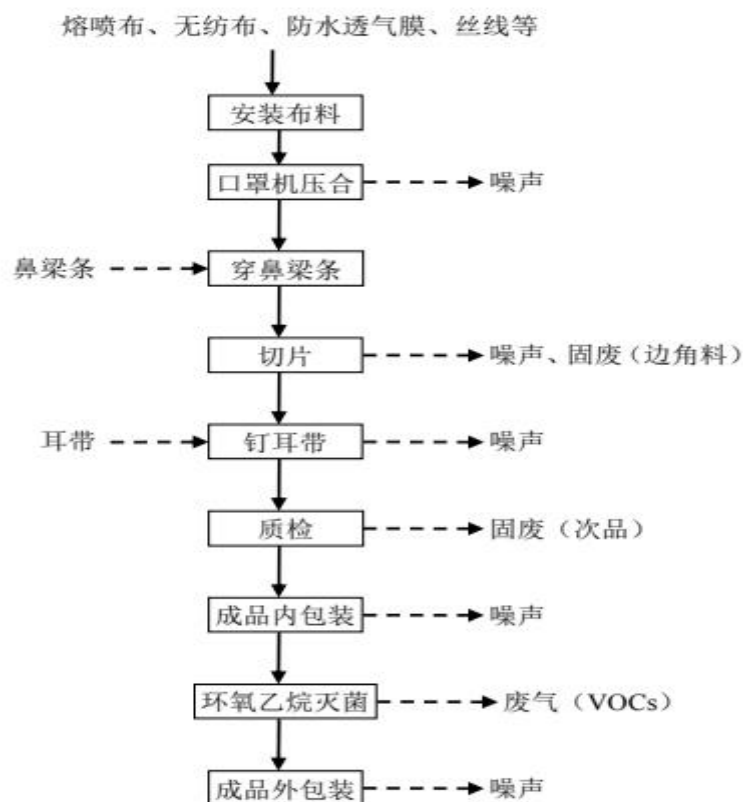 熔喷布、无纺布、防水透气膜、丝线等
安装布料
口罩机压合 噪声
鼻梁条 穿鼻梁条
切片 噪声、固废(边角料)
耳带 钉耳带 噪声
质检 固废(次品)
成品内包装 噪声
环氧乙烷灭菌 废气(VOCs)
成品外包装 噪声